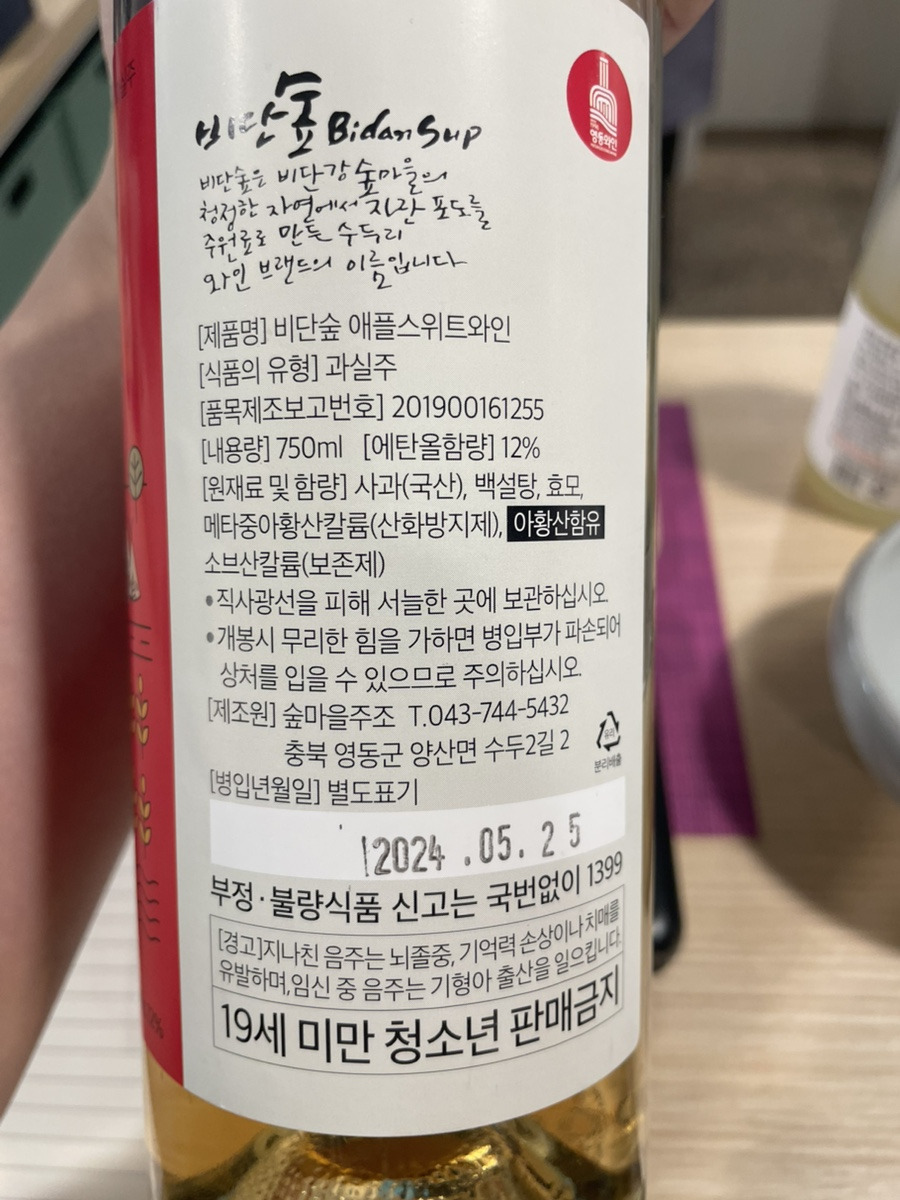 비단숲 Bidan Sup
영동와인
비단숲은 비단강 숲마을의
청정한 자연에서 자란 포도를
주원료로 만든 수두리
와인 브랜드의 이름입니다
[제품명] 비단숲 애플스위트와인
[식품의 유형] 과실주
[품목제조보고번호] 201900161255
[내용량] 750ml [에탄올함량] 12%
[원재료 및 함량] 사과(국산), 백설탕, 효모,
메타중아황산칼륨(산화방지제), 아황산함유
소브산칼륨(보존제)
•직사광선을 피해 서늘한 곳에 보관하십시오.
•개봉시 무리한 힘을 가하면 병입부가 파손되어
상처를 입을 수 있으므로 주의하십시오.
[제조원] 숲마을주조 T.043-744-5432
충북 영동군 양산면 수두2길 2
유리
분리배출
[병입년월일] 별도표기
2024 .05. 25
부정·불량식품 신고는 국번없이 1399
[경고]지나친 음주는 뇌졸중, 기억력 손상이나 치매를
유발하며,임신 중 음주는 기형아 출산을 일으킵니다.
19세 미만 청소년 판매금지